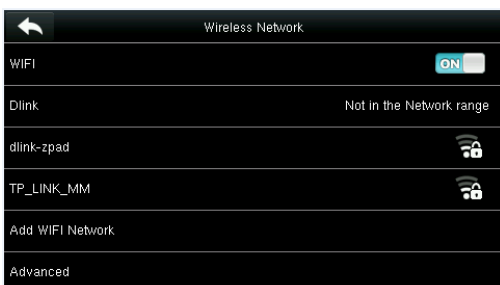 Wireless Network
WIFI ON
Dlink Not in the Network range
dlink-zpad
TP_LINK_MM
Add WIFI Network
Advanced